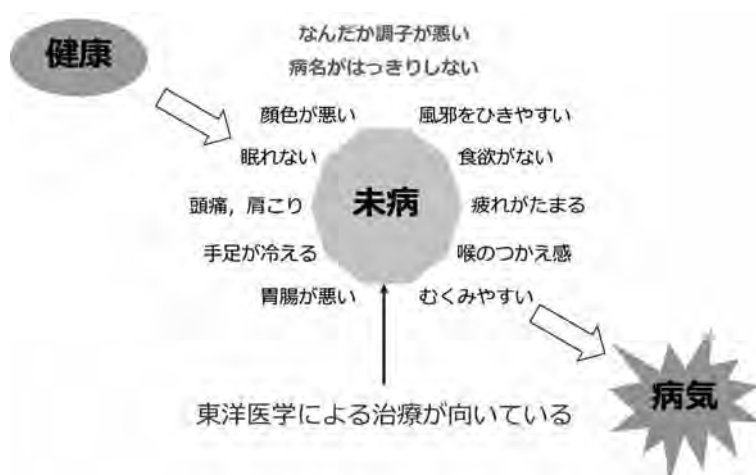 健康
なんだか調子が悪い
病名がはっきりしない
顔色が悪い
風邪をひきやすい
眠れない
食欲がない
頭痛，肩こり
未病
疲れがたまる
手足が冷える
喉のつかえ感
胃腸が悪い
むくみやすい
病気
東洋医学による治療が向いている